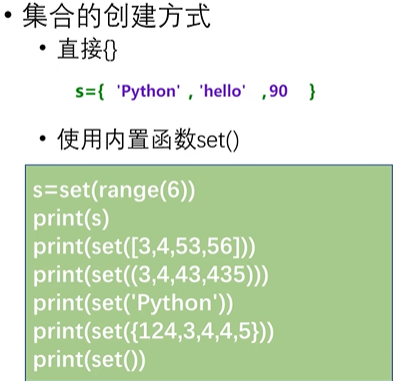 • 集合的创建方式
• 直接{}
s={ 'Python' , 'hello' ,90 }
• 使用内置函数set()
s=set(range(6))
print(s)
print(set([3,4,53,56]))
print(set((3,4,43,435)))
print(set('Python'))
print(set({124,3,4,4,5}))
print(set())